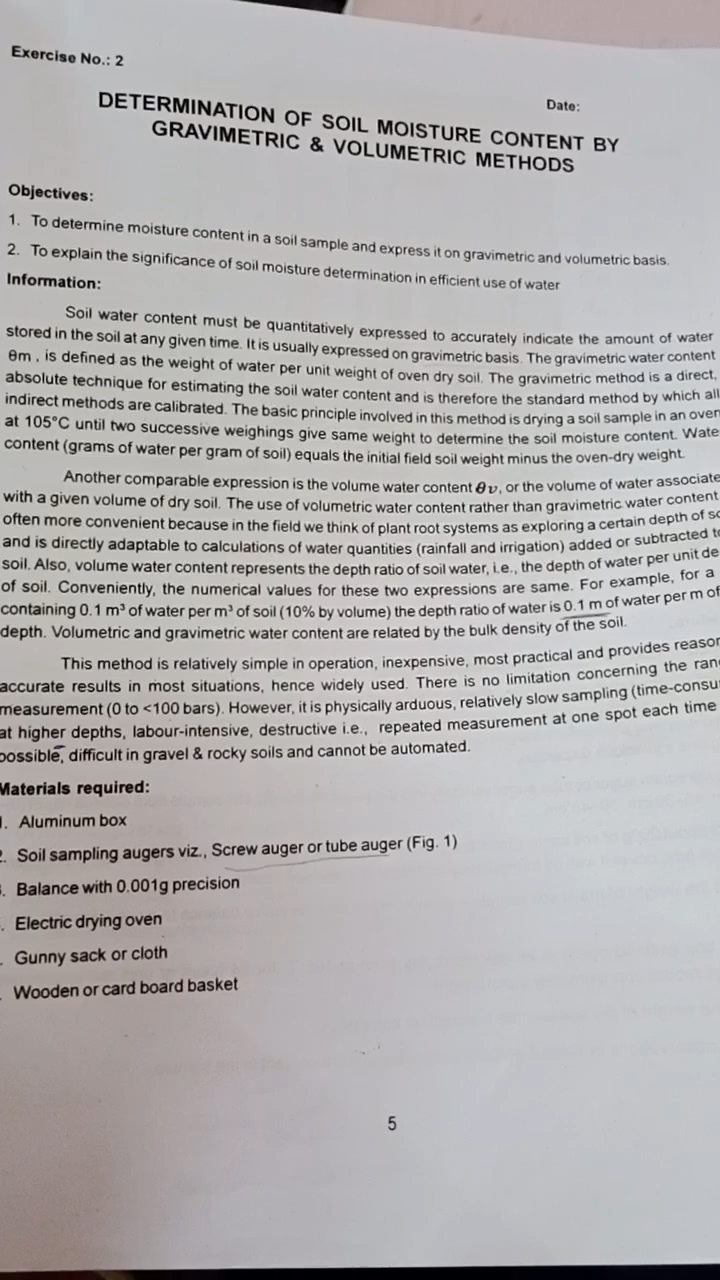 Exercise No.: 2
Date:
DETERMINATION OF SOIL MOISTURE CONTENT BY
GRAVIMETRIC & VOLUMETRIC METHODS
Objectives:
1. To determine moisture content in a soil sample and express it on gravimetric and volumetric basis.
2. To explain the significance of soil moisture determination in efficient use of water
Information:
Soil water content must be quantitatively expressed to accurately indicate the amount of water
stored in the soil at any given time. It is usually expressed on gravimetric basis. The gravimetric water content
θm , is defined as the weight of water per unit weight of oven dry soil. The gravimetric method is a direct,
absolute technique for estimating the soil water content and is therefore the standard method by which all
indirect methods are calibrated. The basic principle involved in this method is drying a soil sample in an oven
at 105°C until two successive weighings give same weight to determine the soil moisture content. Wate
content (grams of water per gram of soil) equals the initial field soil weight minus the oven-dry weight.
Another comparable expression is the volume water content θv, or the volume of water associate
with a given volume of dry soil. The use of volumetric water content rather than gravimetric water content
often more convenient because in the field we think of plant root systems as exploring a certain depth of so
and is directly adaptable to calculations of water quantities (rainfall and irrigation) added or subtracted to
soil. Also, volume water content represents the depth ratio of soil water, i.e., the depth of water per unit de
of soil. Conveniently, the numerical values for these two expressions are same. For example, for a
containing 0.1 m³ of water per m³ of soil (10% by volume) the depth ratio of water is 0.1 m of water per m of
depth. Volumetric and gravimetric water content are related by the bulk density of the soil.
This method is relatively simple in operation, inexpensive, most practical and provides reason
accurate results in most situations, hence widely used. There is no limitation concerning the ran
measurement (0 to <100 bars). However, it is physically arduous, relatively slow sampling (time-consu
at higher depths, labour-intensive, destructive i.e., repeated measurement at one spot each time
possible, difficult in gravel & rocky soils and cannot be automated.
Materials required:
. Aluminum box
. Soil sampling augers viz., Screw auger or tube auger (Fig. 1)
. Balance with 0.001g precision
. Electric drying oven
Gunny sack or cloth
Wooden or card board basket
5